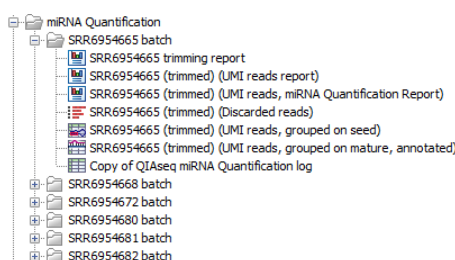 miRNA Quantification
SRR6954665 batch
SRR6954665 trimming report
SRR6954665 (trimmed) (UMI reads report)
SRR6954665 (trimmed) (UMI reads, miRNA Quantification Report)
SRR6954665 (trimmed) (Discarded reads)
SRR6954665 (trimmed) (UMI reads, grouped on seed)
SRR6954665 (trimmed) (UMI reads, grouped on mature, annotated)
Copy of QIAseq miRNA Quantification log
SRR6954668 batch
SRR6954672 batch
SRR6954680 batch
SRR6954681 batch
SRR6954682 batch